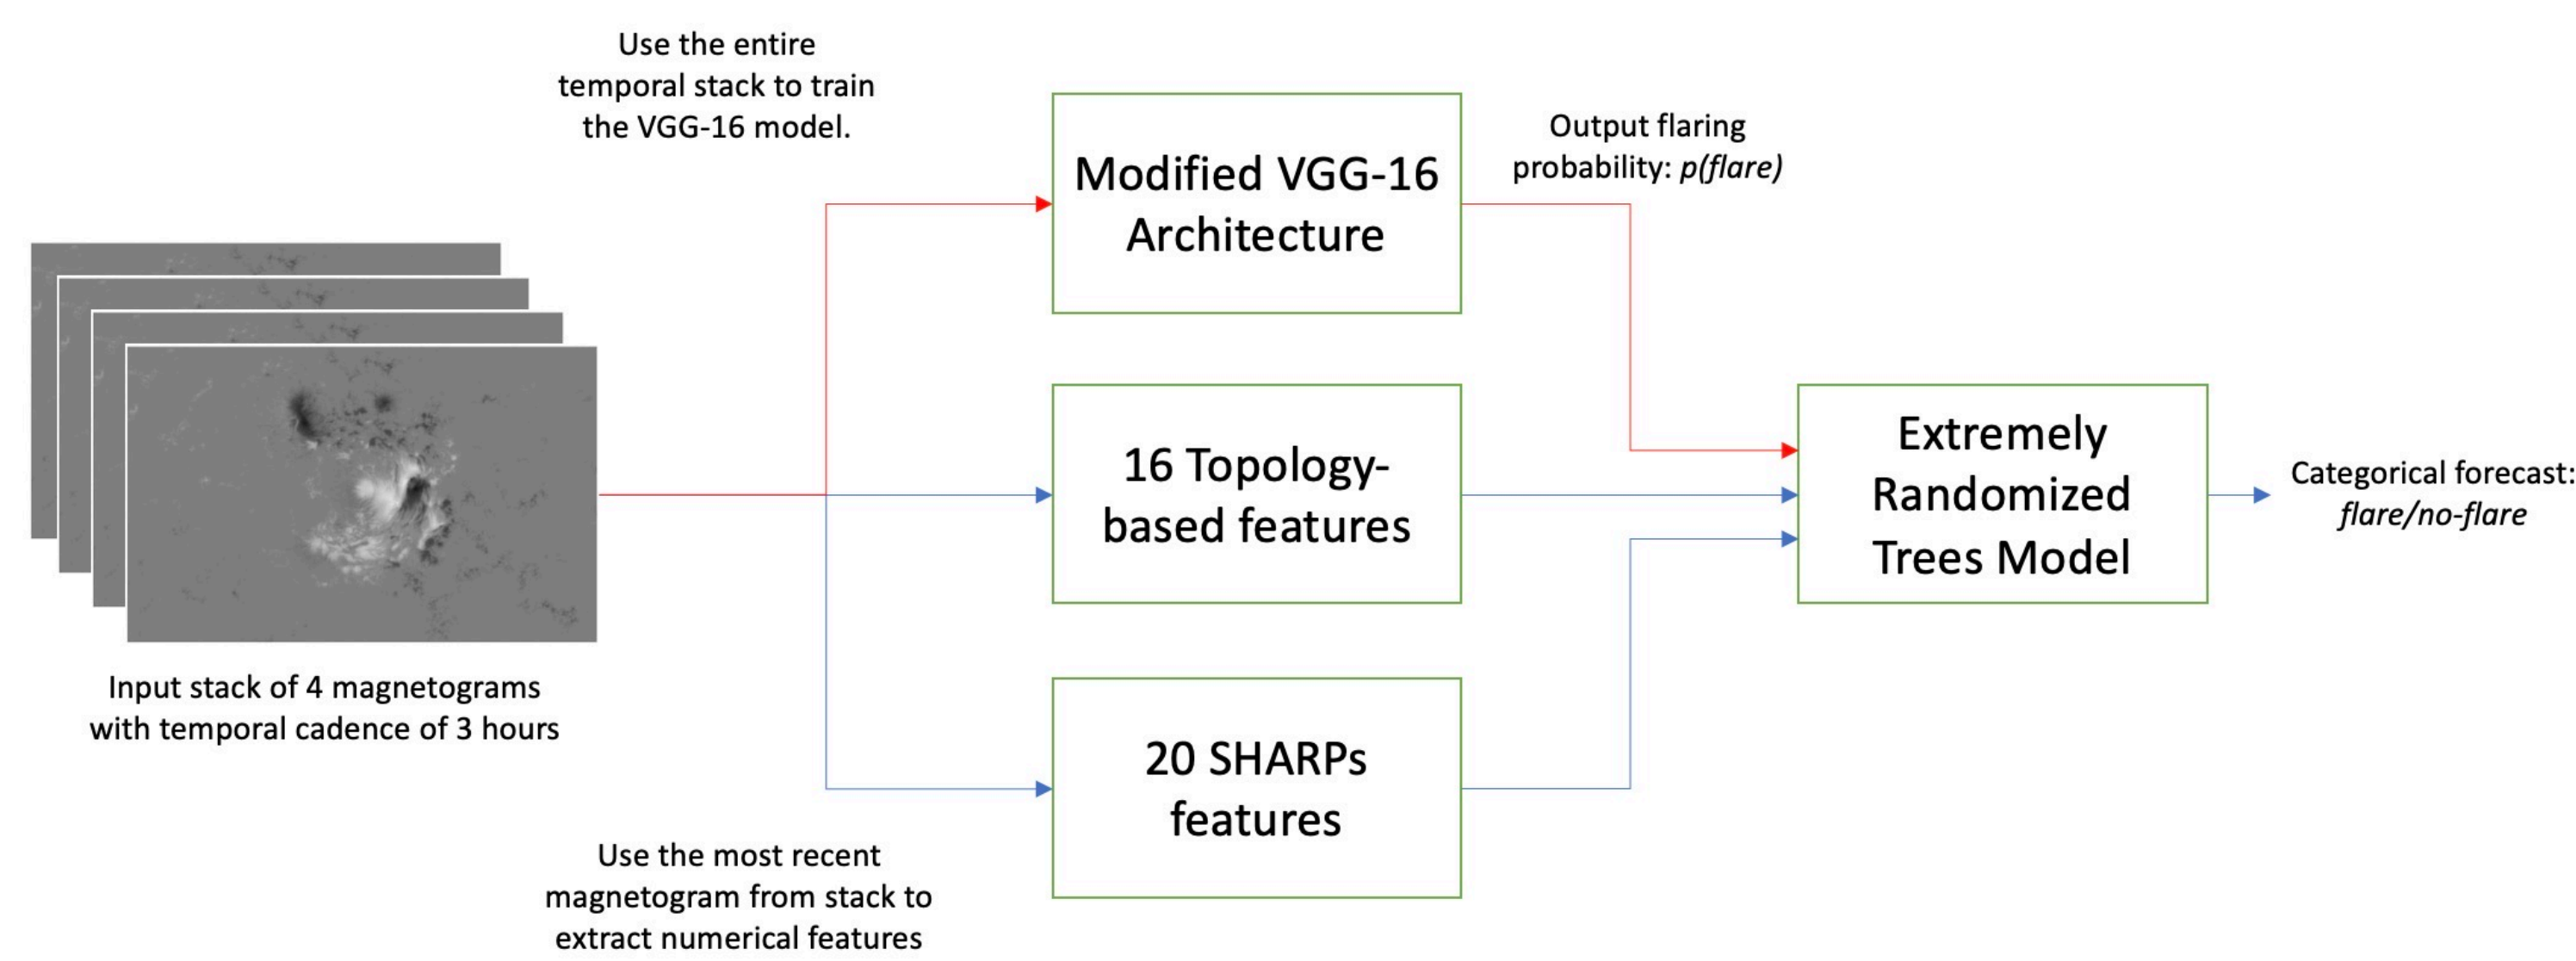 Use the entire
temporal stack to train
the VGG-16 model.
Modified VGG-16
Architecture
Output flaring
probability: p(flare)
16 Topology-
based features
Extremely
Randomized
Trees Model
Categorical forecast:
flare/no-flare
Input stack of 4 magnetograms
with temporal cadence of 3 hours
20 SHARPs
features
Use the most recent
magnetogram from stack to
extract numerical features